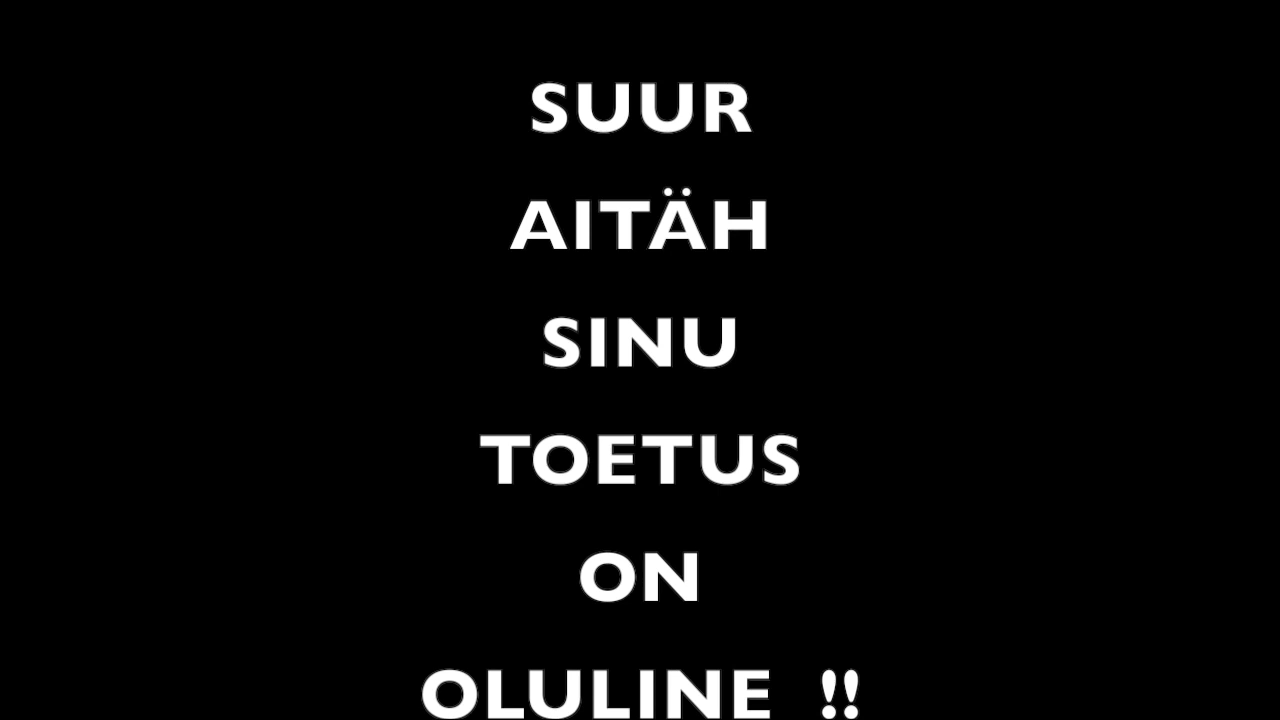 SUUR
AITÄH
SINU
TOETUS
ON
OLULINE !!